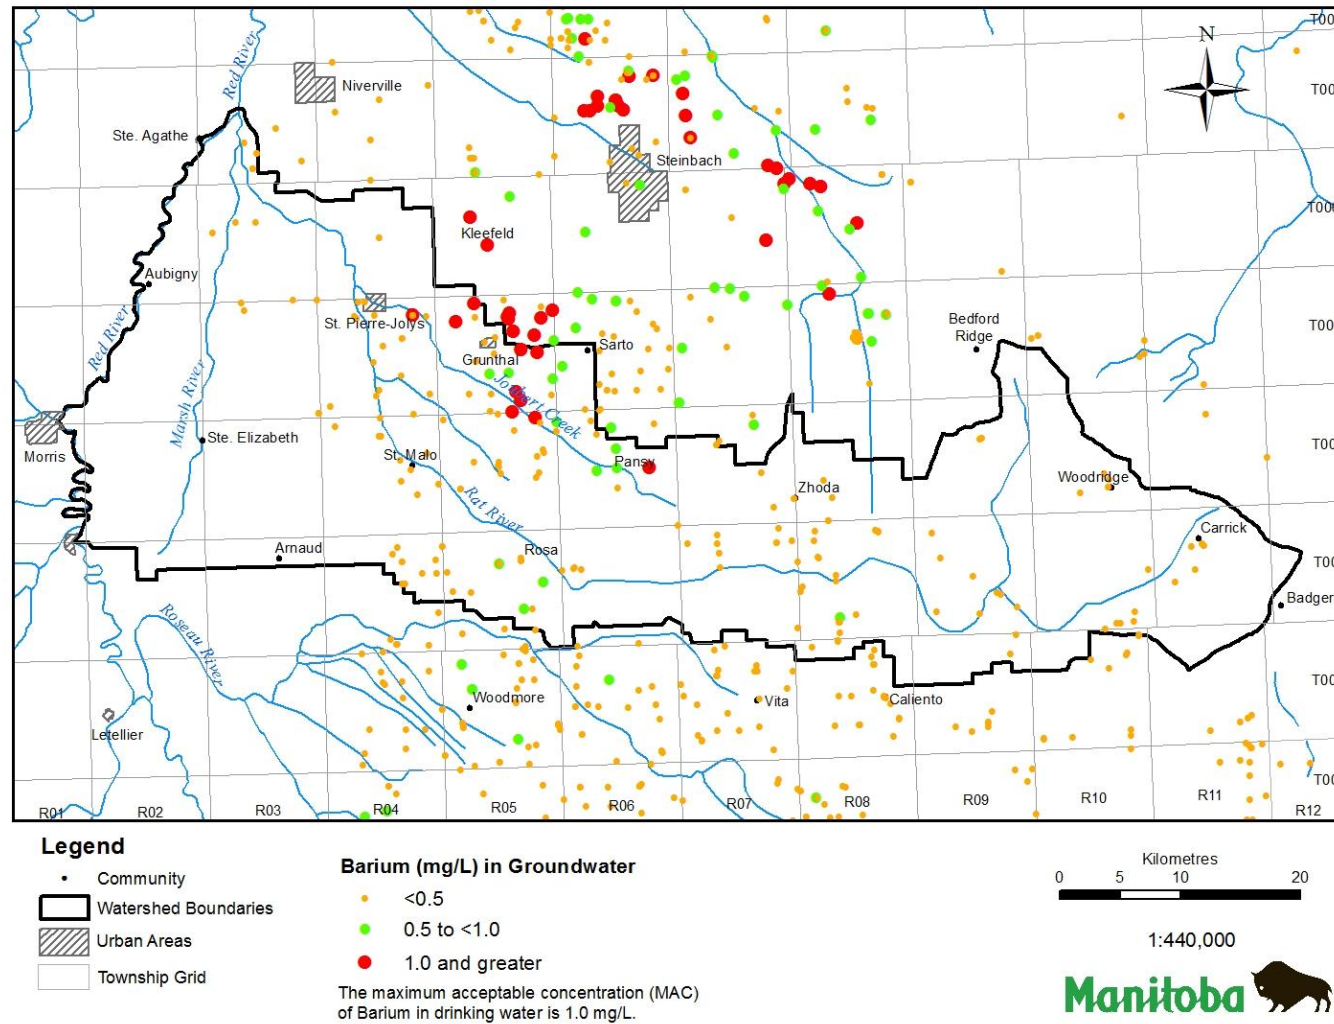 T00
N
Red River
Niverville
T00
Ste. Agathe
Steinbach
T00
Kleefeld
Aubigny
St. Pierre-Jolys
Bedford
Ridge
T00
Red River
Sarto
Grunthal
Joubert Creek
Marsh River
Ste. Elizabeth
Morris
St. Malo
Pansy
T00
Woodridge
Zhoda
Rat River
Carrick
Arnaud
Rosa
T00
Badger
Roseau River
T00
Woodmore
Vita
Caliento
Letellier
T00
R01
R02
R03
R04
R05
R06
R07
R08
R09
R10
R11
R12
Legend
Community
Watershed Boundaries
Urban Areas
Township Grid
Barium (mg/L) in Groundwater
<0.5
0.5 to <1.0
1.0 and greater
The maximum acceptable concentration (MAC)
of Barium in drinking water is 1.0 mg/L.
Kilometres
0 5 10 20
1:440,000
Manitoba